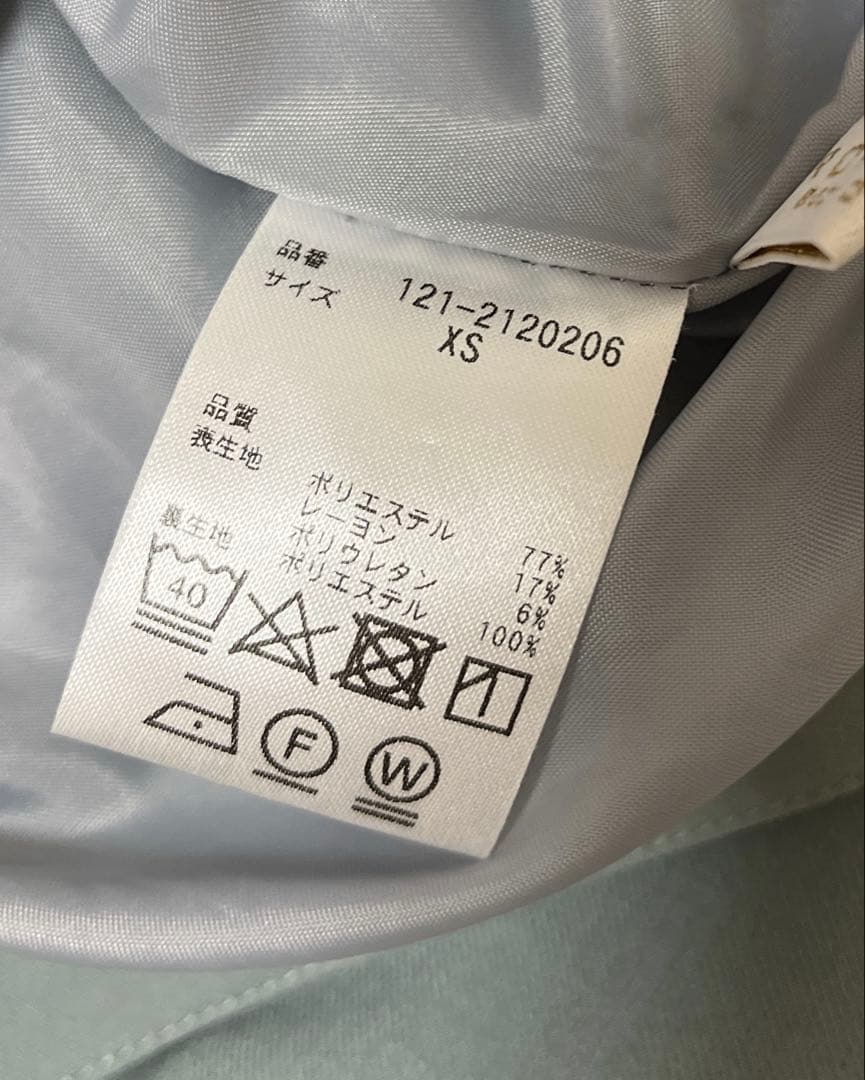 品番 121-2120206
サイズ XS
品質
表生地 ポリエステル 77%
レーヨン 17%
ポリウレタン 6%
裏生地 ポリエステル 100%
40
F
W